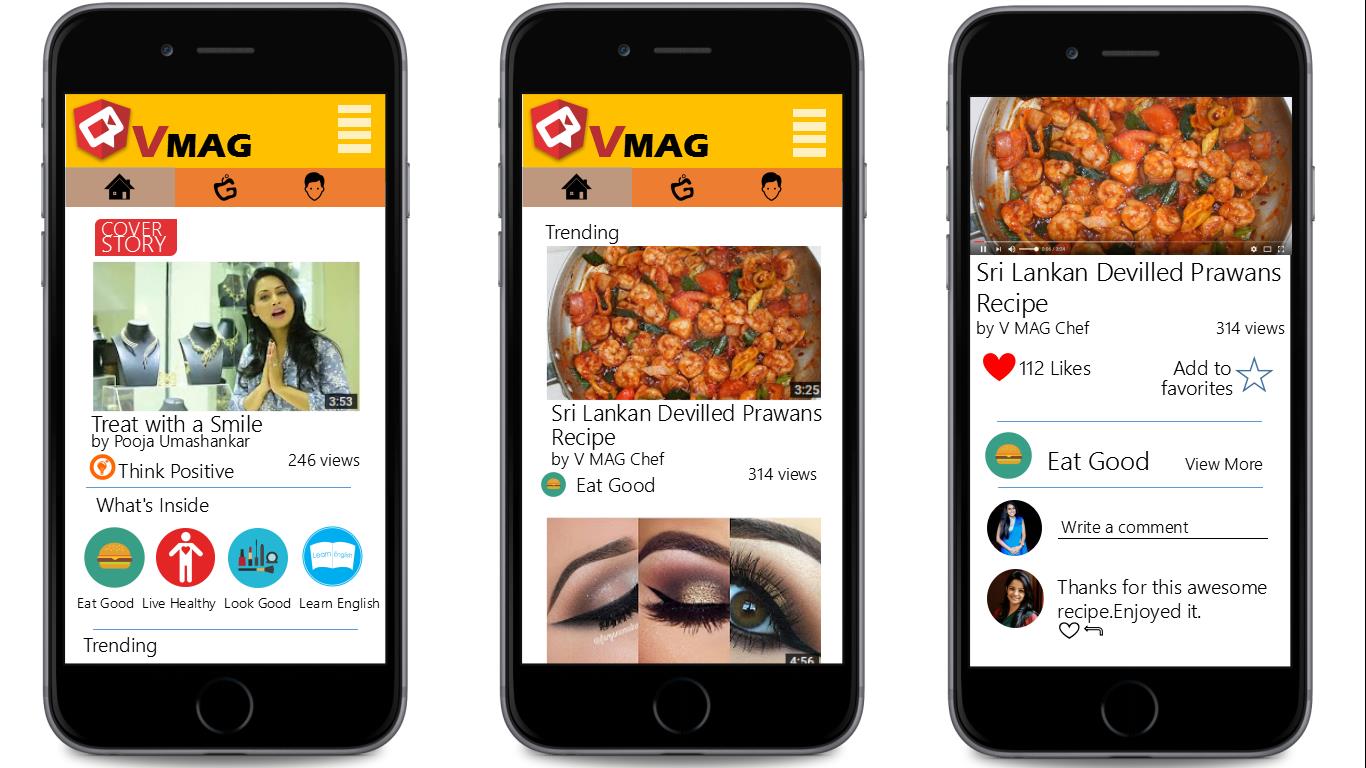 VMAG
COVER
STORY
3:53
Treat with a Smile
by Pooja Umashankar
Think Positive
246 views
What's Inside
Learn English
Eat Good Live Healthy Look Good Learn English
Trending
VMAG
Trending
3:25
Sri Lankan Devilled Prawans
Recipe
by V MAG Chef
314 views
Eat Good
4:56
Sri Lankan Devilled Prawans
Recipe
by V MAG Chef
314 views
112 Likes
Add to
favorites
Eat Good
View More
Write a comment
Thanks for this awesome
recipe.Enjoyed it.